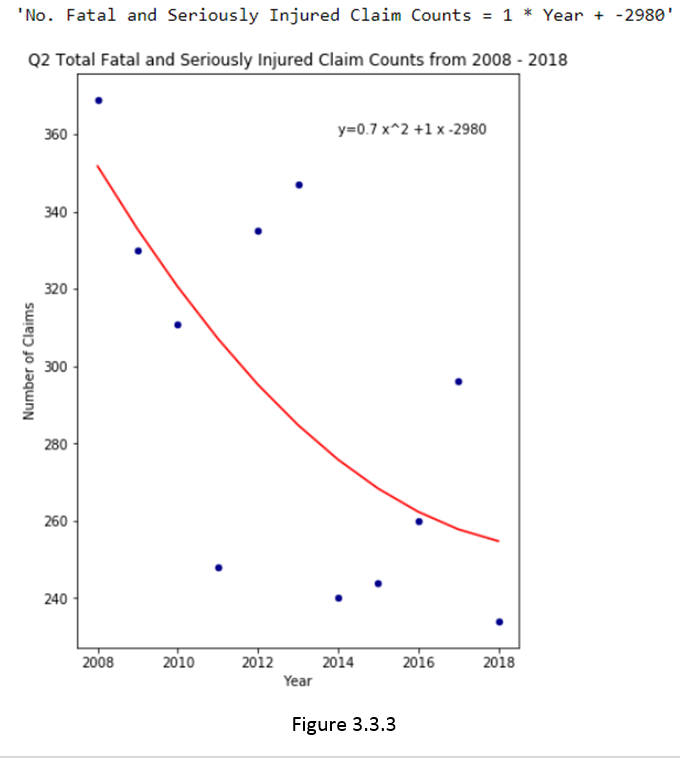 'No. Fatal and Seriously Injured Claim Counts = 1 * Year + -2980'
Q2 Total Fatal and Seriously Injured Claim Counts from 2008 - 2018
y=0.7 x^2 +1 x -2980
360
340
320
300
280
260
240
Number of Claims
2008 2010 2012 2014 2016 2018
Year
Figure 3.3.3